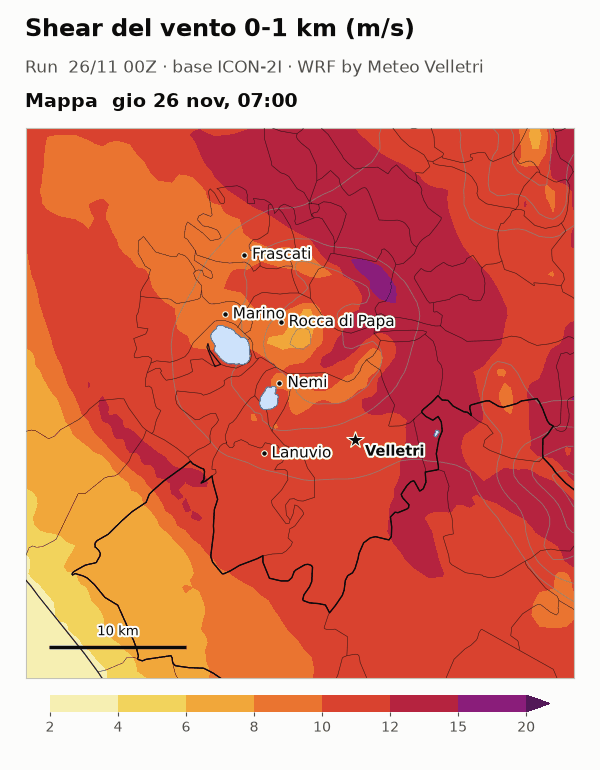 Shear del vento 0-1 km (m/s)
Run  26/11 00Z · base ICON-2I · WRF by Meteo Velletri
Mappa  gio 26 nov, 07:00
Frascati
Marino
Rocca di Papa
Nemi
Velletri
Lanuvio
10 km
2 4 6 8 10 12 15 20